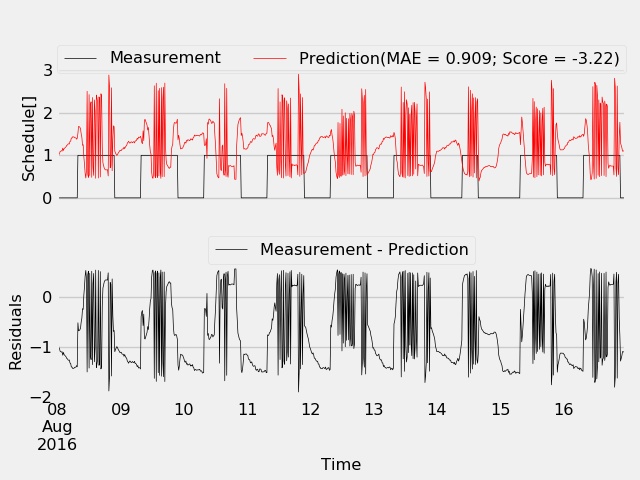 Measurement
Prediction(MAE = 0.909; Score = -3.22)
3
2
1
0
Schedule[]
Measurement - Prediction
0
−1
−2
Residuals
08 09 10 11 12 13 14 15 16
Aug
2016
Time